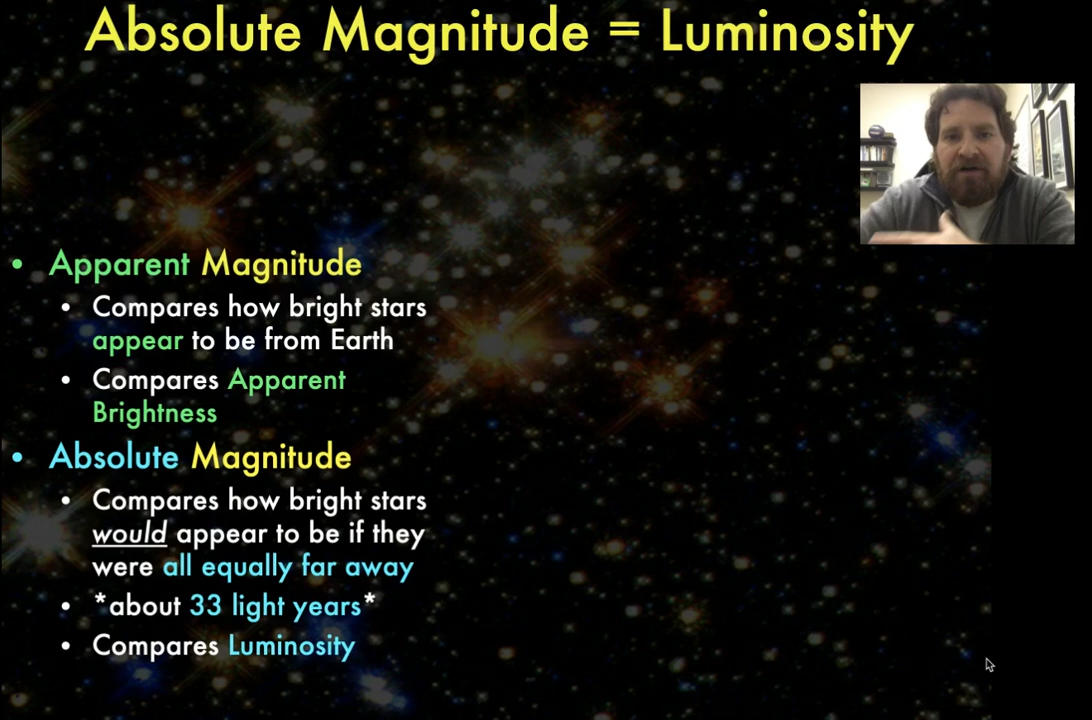 Absolute Magnitude = Luminosity
• Apparent Magnitude
• Compares how bright stars
appear to be from Earth
• Compares Apparent
Brightness
• Absolute Magnitude
• Compares how bright stars
would appear to be if they
were all equally far away
• *about 33 light years*
• Compares Luminosity